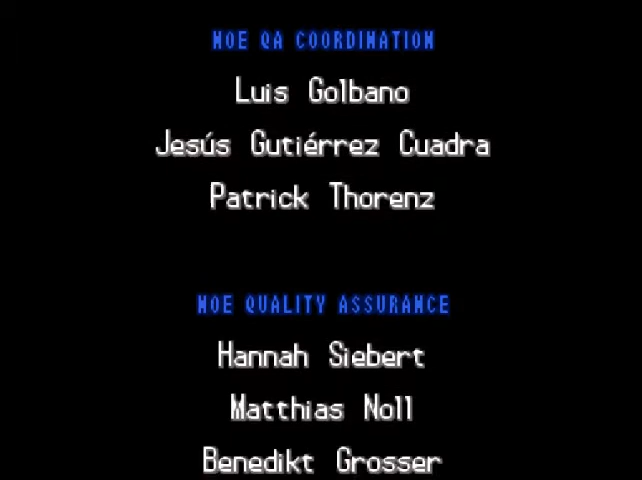 NOE QA COORDINATION
Luis Golbano
Jesús Gutiérrez Cuadra
Patrick Thorenz
NOE QUALITY ASSURANCE
Hannah Siebert
Matthias Noll
Benedikt Grosser